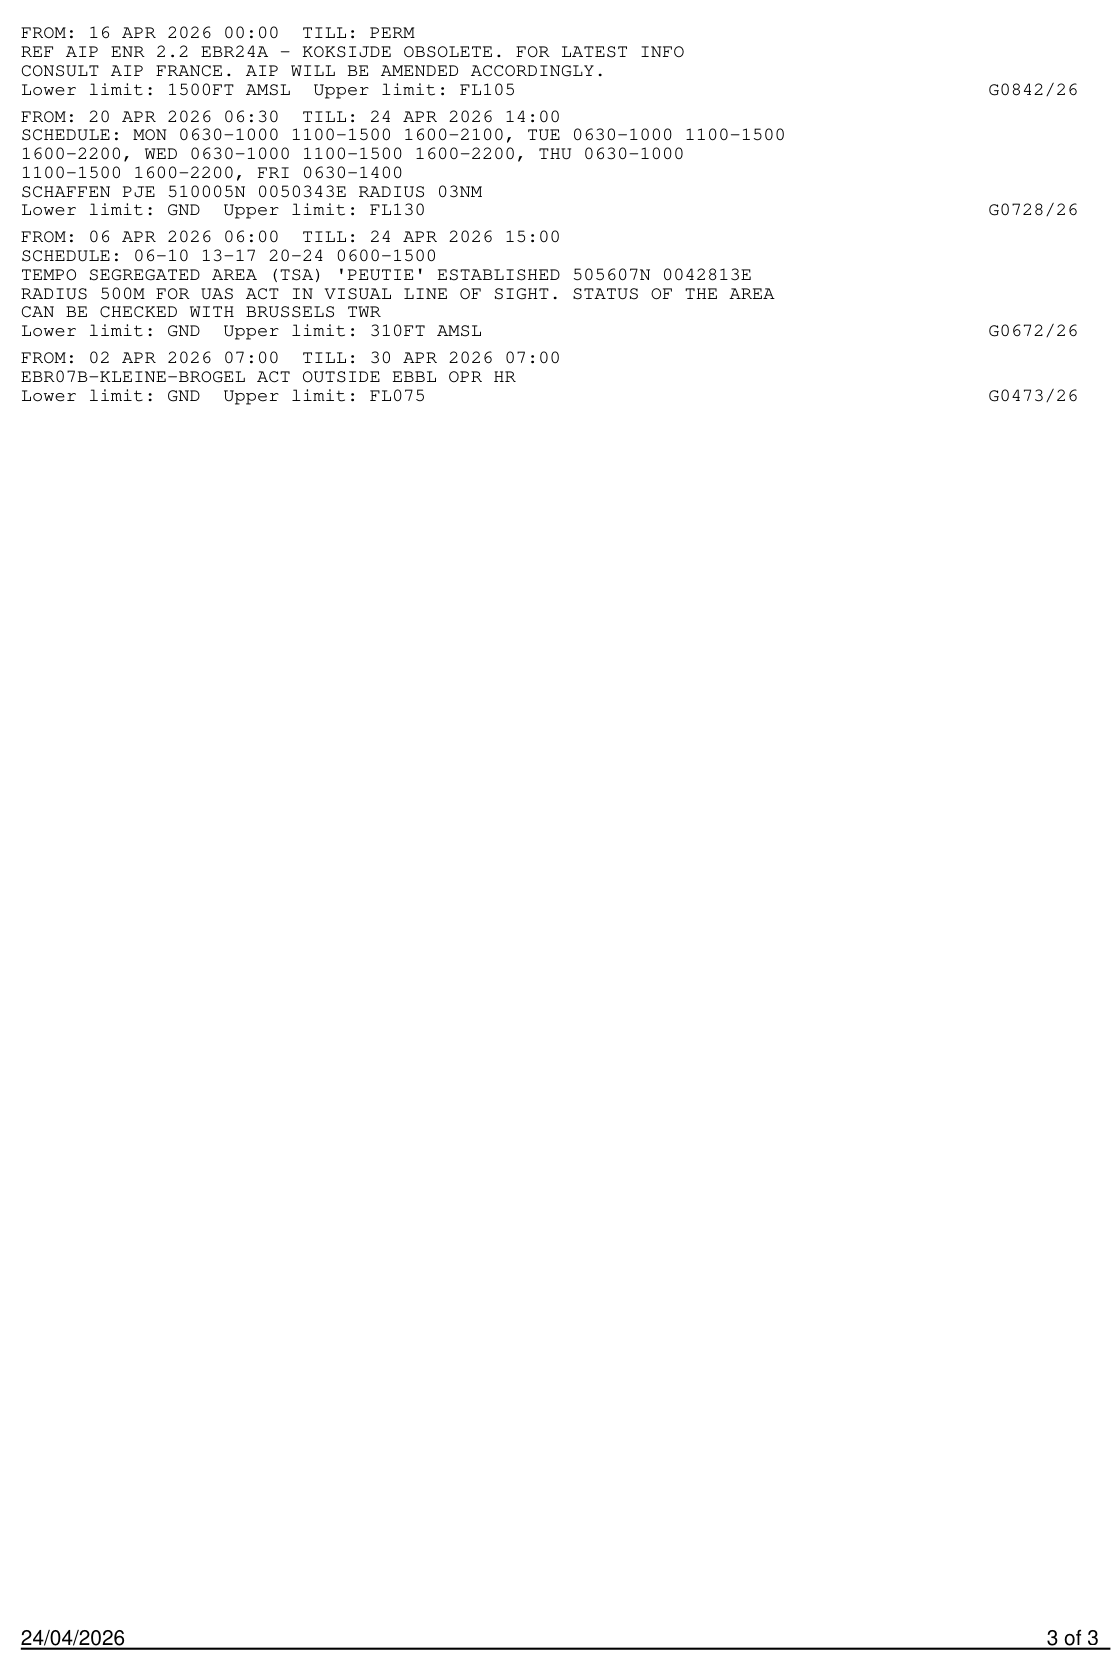 FROM: 16 APR 2026 00:00  TILL: PERM
REF AIP ENR 2.2 EBR24A - KOKSIJDE OBSOLETE. FOR LATEST INFO
CONSULT AIP FRANCE. AIP WILL BE AMENDED ACCORDINGLY.
Lower limit: 1500FT AMSL  Upper limit: FL105 G0842/26
FROM: 20 APR 2026 06:30  TILL: 24 APR 2026 14:00
SCHEDULE: MON 0630-1000 1100-1500 1600-2100, TUE 0630-1000 1100-1500
1600-2200, WED 0630-1000 1100-1500 1600-2200, THU 0630-1000
1100-1500 1600-2200, FRI 0630-1400
SCHAFFEN PJE 510005N 0050343E RADIUS 03NM
Lower limit: GND  Upper limit: FL130 G0728/26
FROM: 06 APR 2026 06:00  TILL: 24 APR 2026 15:00
SCHEDULE: 06-10 13-17 20-24 0600-1500
TEMPO SEGREGATED AREA (TSA) 'PEUTIE' ESTABLISHED 505607N 0042813E
RADIUS 500M FOR UAS ACT IN VISUAL LINE OF SIGHT. STATUS OF THE AREA
CAN BE CHECKED WITH BRUSSELS TWR
Lower limit: GND  Upper limit: 310FT AMSL G0672/26
FROM: 02 APR 2026 07:00  TILL: 30 APR 2026 07:00
EBR07B-KLEINE-BROGEL ACT OUTSIDE EBBL OPR HR
Lower limit: GND  Upper limit: FL075 G0473/26
24/04/2026 3 of 3